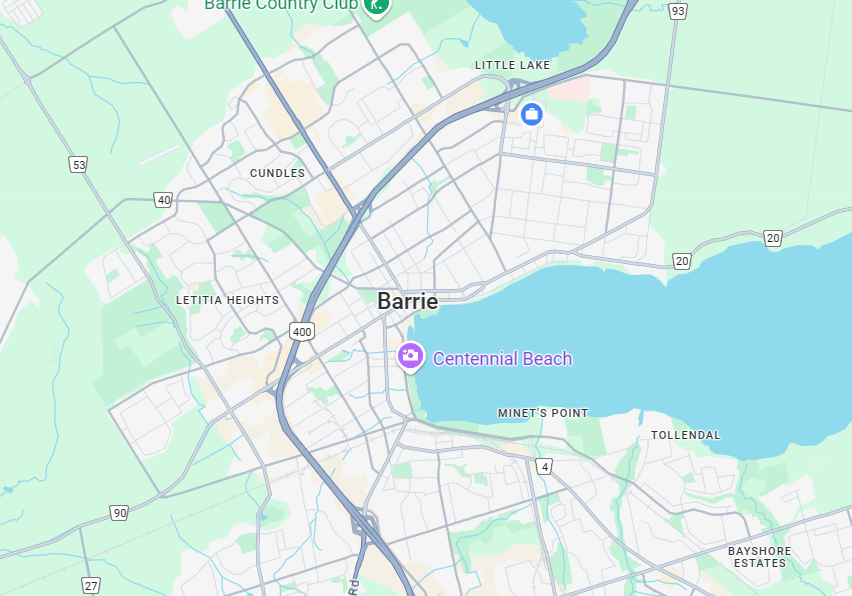 Barrie Country Club
93
LITTLE LAKE
53
CUNDLES
40
20
20
LETITIA HEIGHTS
Barrie
400
Centennial Beach
MINET'S POINT
TOLLENDAL
4
90
BAYSHORE
ESTATES
27
Rd